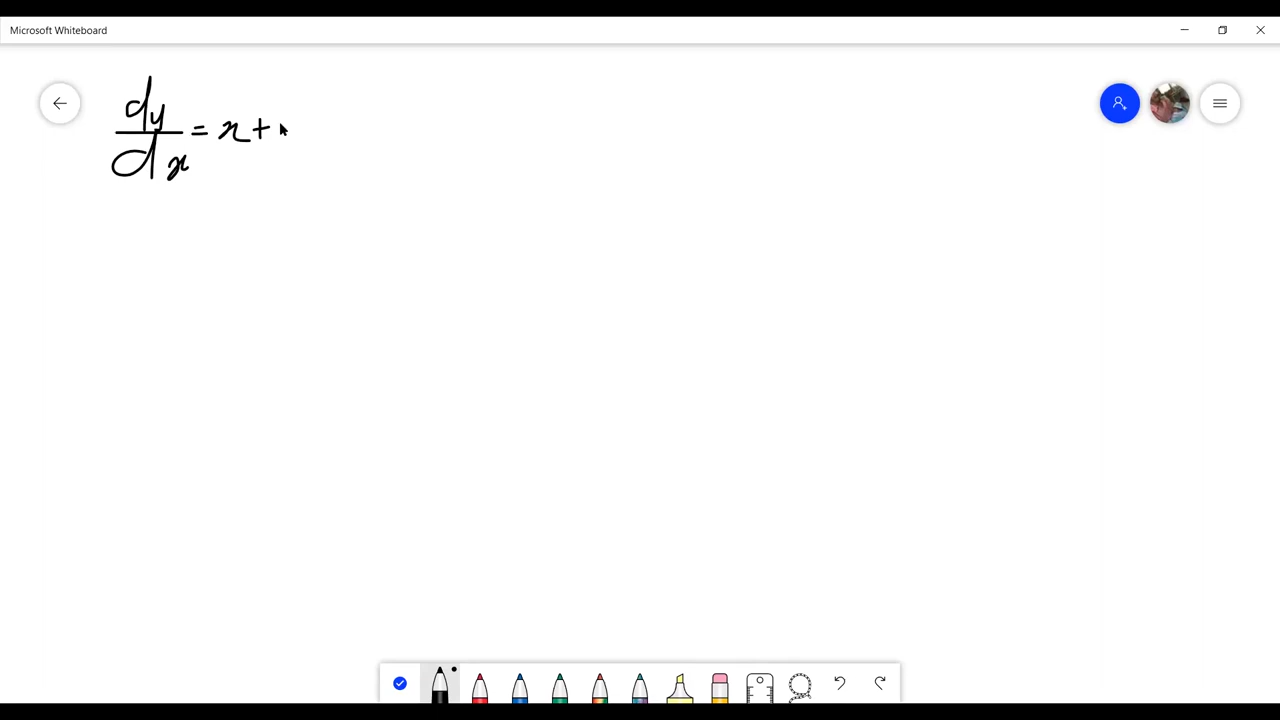 Microsoft Whiteboard
dy/dx = x +